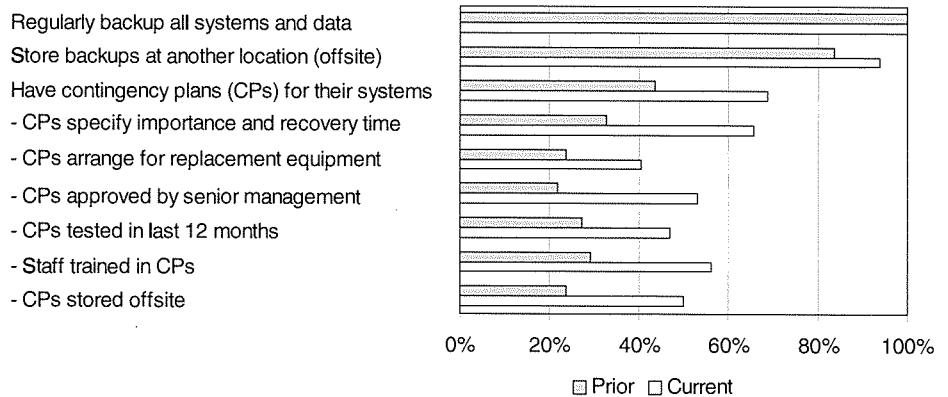 Regularly backup all systems and data
Store backups at another location (offsite)
Have contingency plans (CPs) for their systems
- CPs specify importance and recovery time
- CPs arrange for replacement equipment
- CPs approved by senior management
- CPs tested in last 12 months
- Staff trained in CPs
- CPs stored offsite
0% 20% 40% 60% 80% 100%
Prior Current